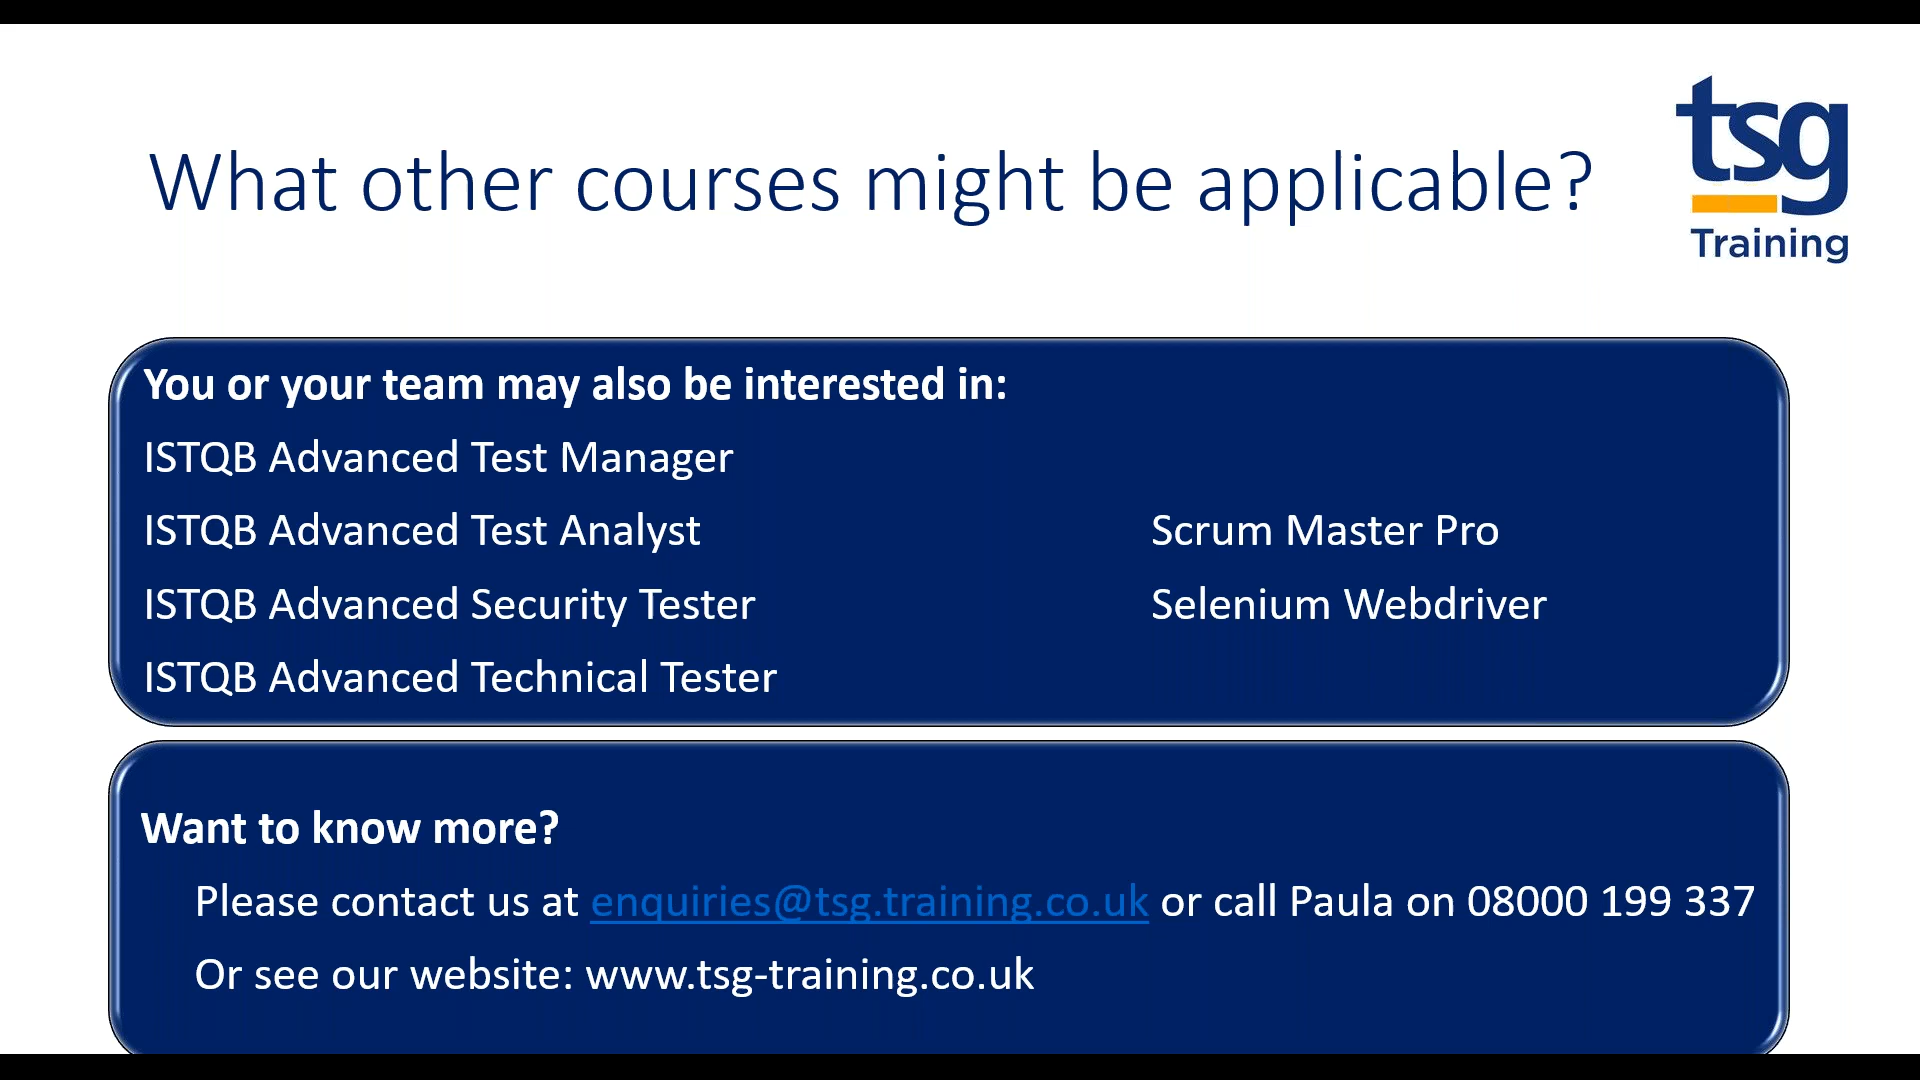 What other courses might be applicable?
tsg
Training
You or your team may also be interested in:
ISTQB Advanced Test Manager
ISTQB Advanced Test Analyst
Scrum Master Pro
ISTQB Advanced Security Tester
Selenium Webdriver
ISTQB Advanced Technical Tester
Want to know more?
Please contact us at enquiries@tsg.training.co.uk or call Paula on 08000 199 337
Or see our website: www.tsg-training.co.uk